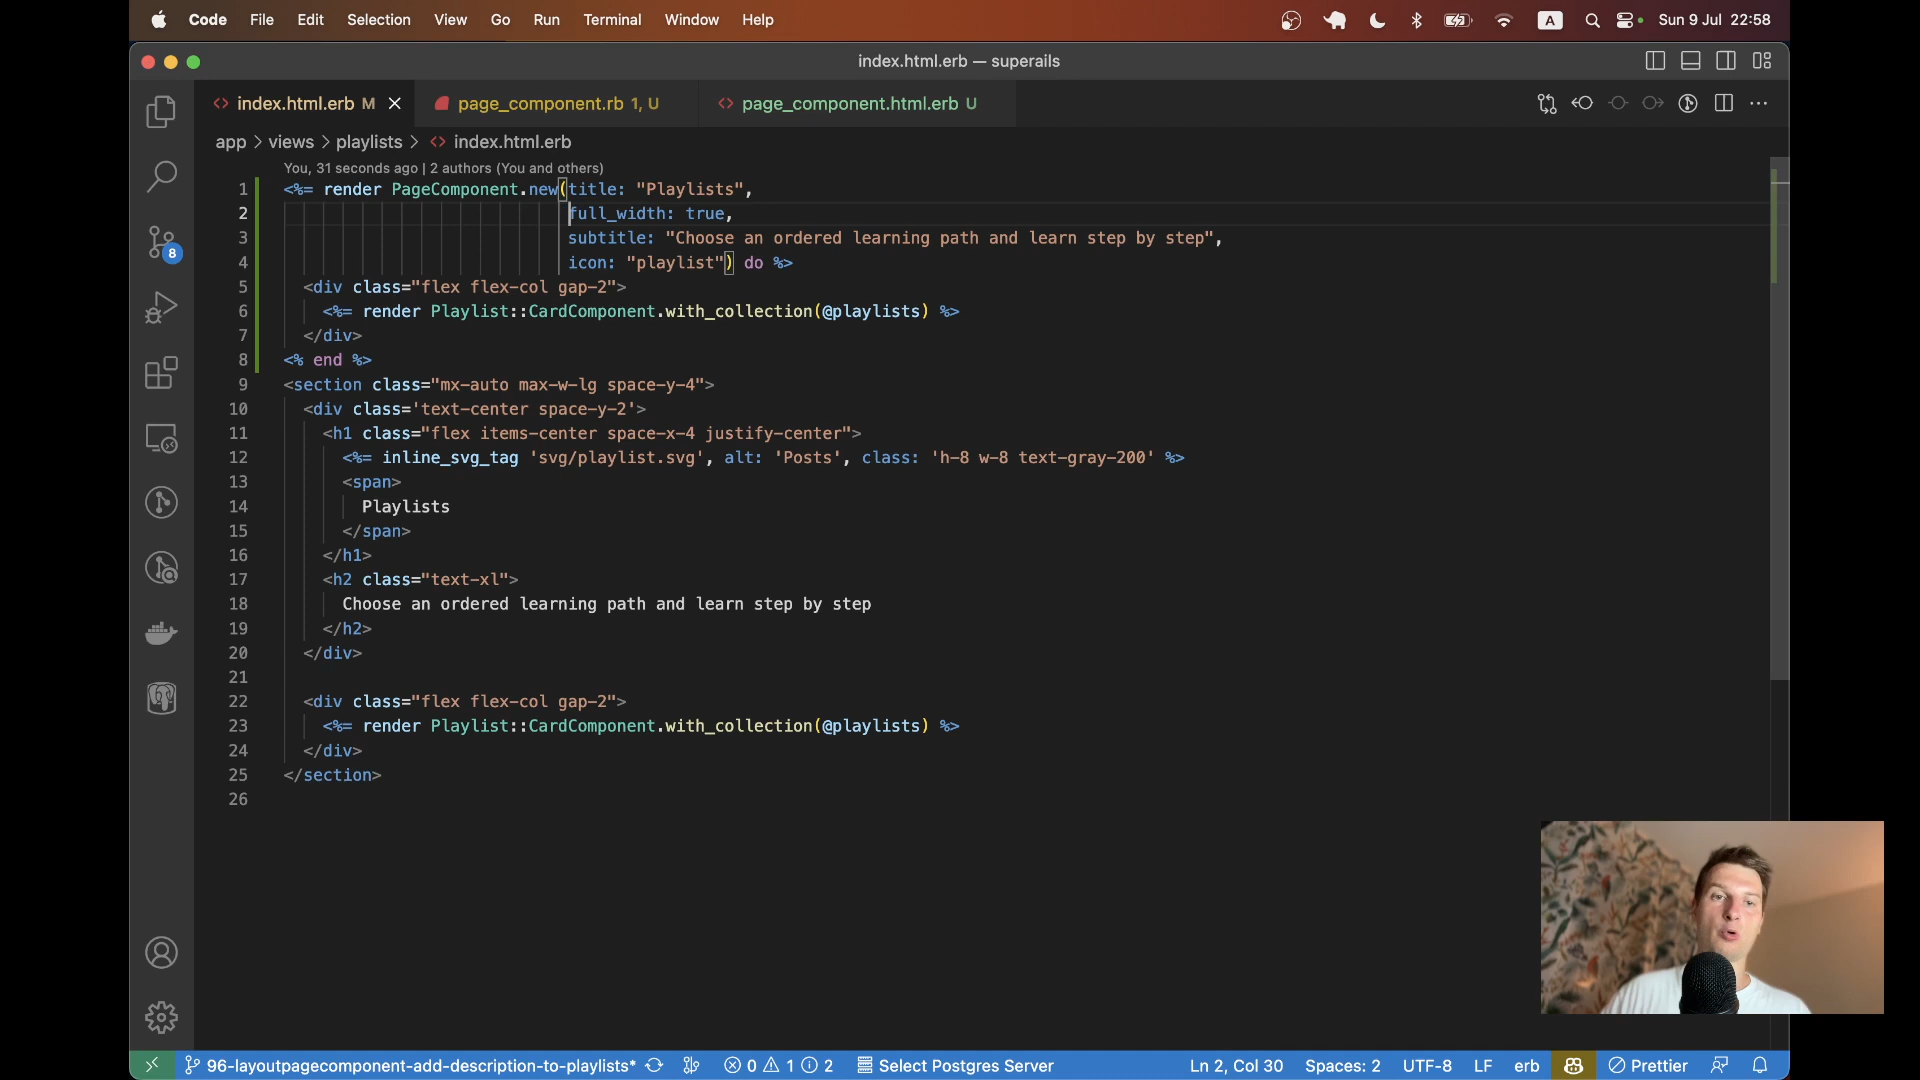 Code File Edit Selection View Go Run Terminal Window Help
A
Sun 9 Jul 22:58
index.html.erb — superails
index.html.erb M
page_component.rb 1, U
page_component.html.erb U
app > views > playlists > index.html.erb
You, 31 seconds ago | 2 authors (You and others)
1 <%= render PageComponent.new(title: "Playlists",
2 full_width: true,
3 subtitle: "Choose an ordered learning path and learn step by step",
4 icon: "playlist") do %>
5 <div class="flex flex-col gap-2">
6 <%= render Playlist::CardComponent.with_collection(@playlists) %>
7 </div>
8 <% end %>
9 <section class="mx-auto max-w-lg space-y-4">
10 <div class='text-center space-y-2'>
11 <h1 class="flex items-center space-x-4 justify-center">
12 <%= inline_svg_tag 'svg/playlist.svg', alt: 'Posts', class: 'h-8 w-8 text-gray-200' %>
13 <span>
14 Playlists
15 </span>
16 </h1>
17 <h2 class="text-xl">
18 Choose an ordered learning path and learn step by step
19 </h2>
20 </div>
21
22 <div class="flex flex-col gap-2">
23 <%= render Playlist::CardComponent.with_collection(@playlists) %>
24 </div>
25 </section>
26
8
96-layoutpagecomponent-add-description-to-playlists* 0 1 2 Select Postgres Server
Ln 2, Col 30 Spaces: 2 UTF-8 LF erb Prettier